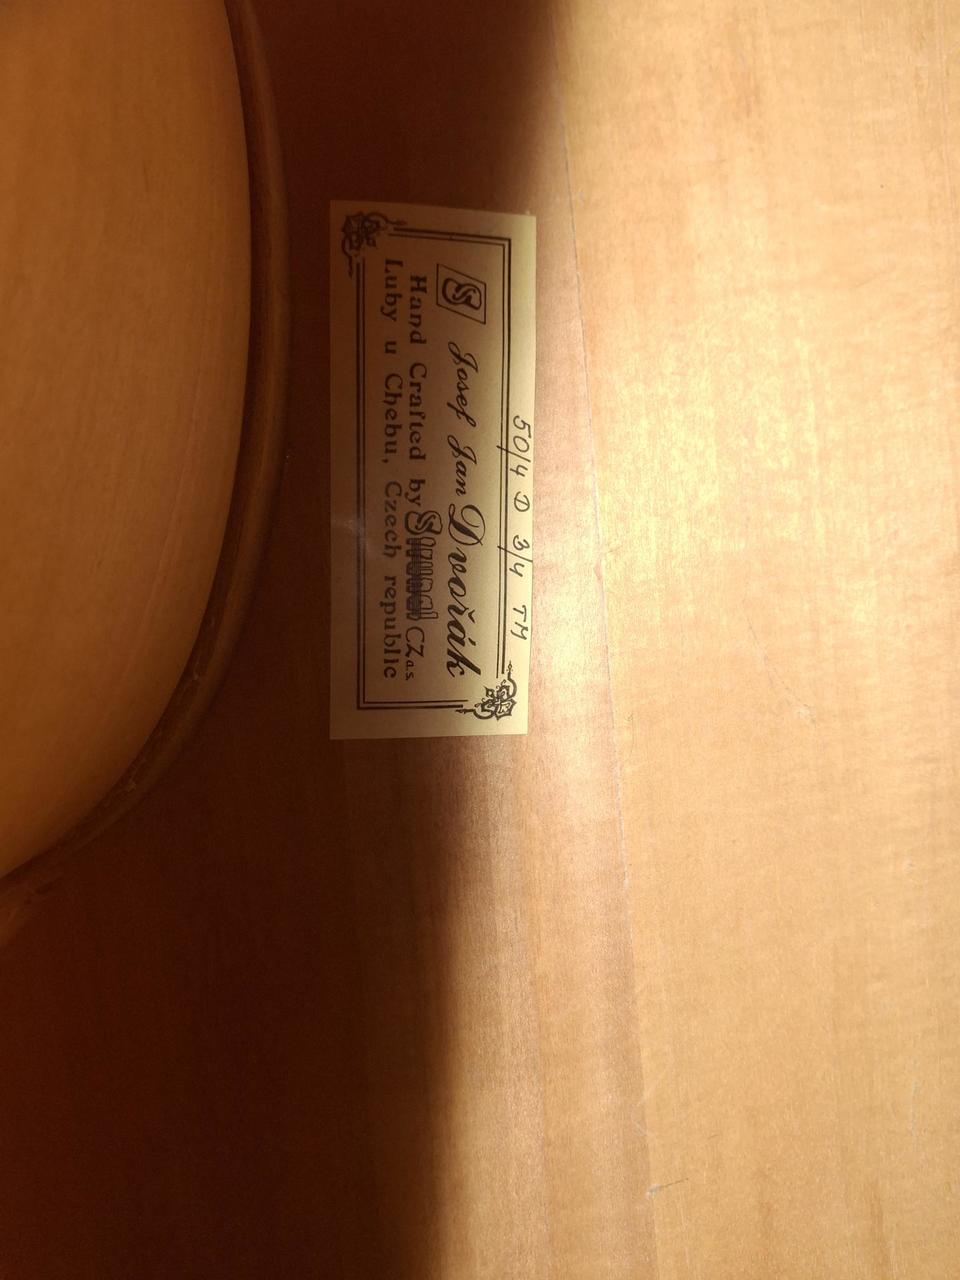 50/4 D 3/4 TM
S Josef Jan Dvořák
Hand Crafted by Strunal CZ a.s.
Luby u Chebu, Czech republic